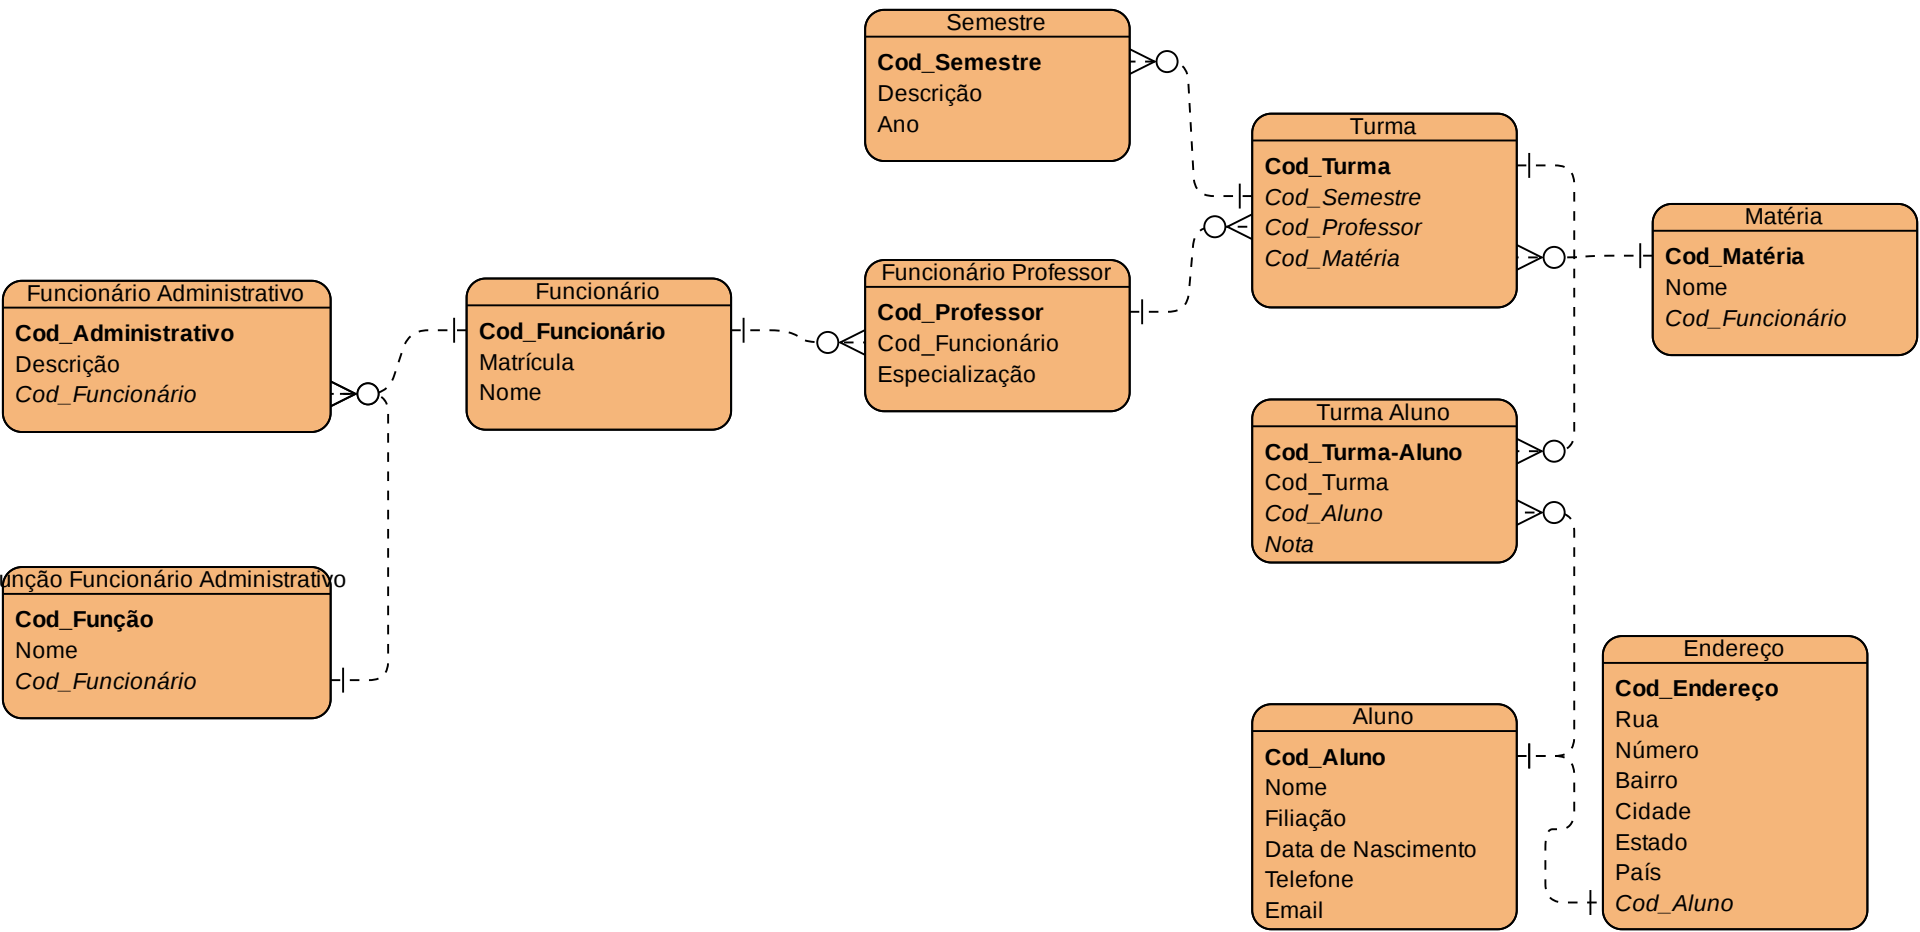 Semestre
Cod_Semestre
Descrição
Ano
Turma
Cod_Turma
Cod_Semestre
Cod_Professor
Cod_Matéria
Matéria
Cod_Matéria
Nome
Cod_Funcionário
Funcionário Administrativo
Cod_Administrativo
Descrição
Cod_Funcionário
Funcionário
Cod_Funcionário
Matrícula
Nome
Funcionário Professor
Cod_Professor
Cod_Funcionário
Especialização
Turma Aluno
Cod_Turma-Aluno
Cod_Turma
Cod_Aluno
Nota
unção Funcionário Administrativo
Cod_Função
Nome
Cod_Funcionário
Aluno
Cod_Aluno
Nome
Filiação
Data de Nascimento
Telefone
Email
Endereço
Cod_Endereço
Rua
Número
Bairro
Cidade
Estado
País
Cod_Aluno